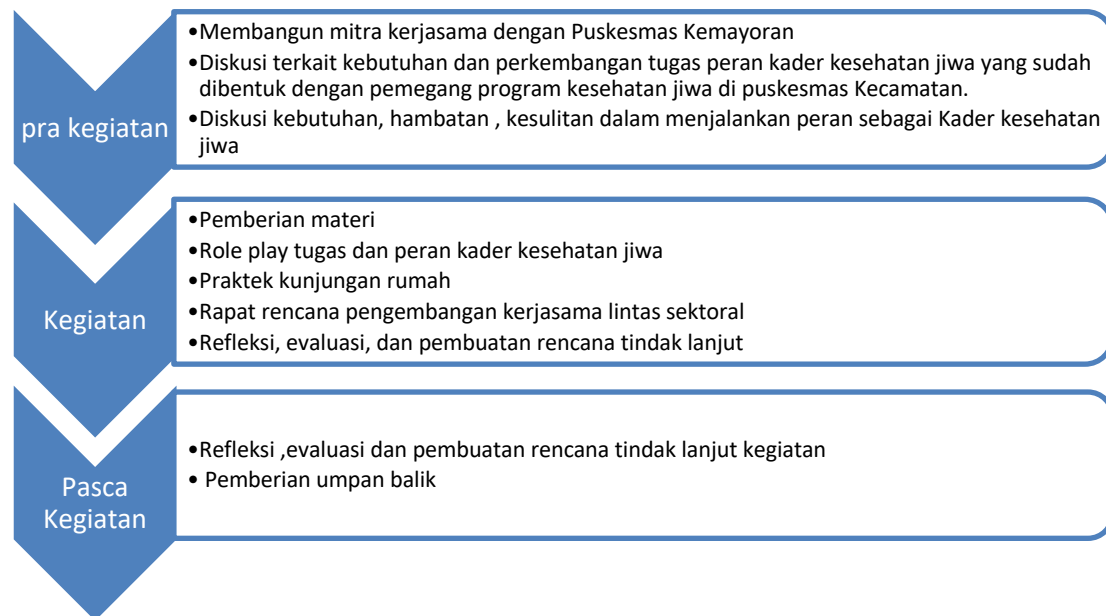 pra kegiatan
•Membangun mitra kerjasama dengan Puskesmas Kemayoran
•Diskusi terkait kebutuhan dan perkembangan tugas peran kader kesehatan jiwa yang sudah
dibentuk dengan pemegang program kesehatan jiwa di puskesmas Kecamatan.
•Diskusi kebutuhan, hambatan , kesulitan dalam menjalankan peran sebagai Kader kesehatan
jiwa
Kegiatan
•Pemberian materi
•Role play tugas dan peran kader kesehatan jiwa
•Praktek kunjungan rumah
•Rapat rencana pengembangan kerjasama lintas sektoral
•Refleksi, evaluasi, dan pembuatan rencana tindak lanjut
Pasca
Kegiatan
•Refleksi ,evaluasi dan pembuatan rencana tindak lanjut kegiatan
• Pemberian umpan balik